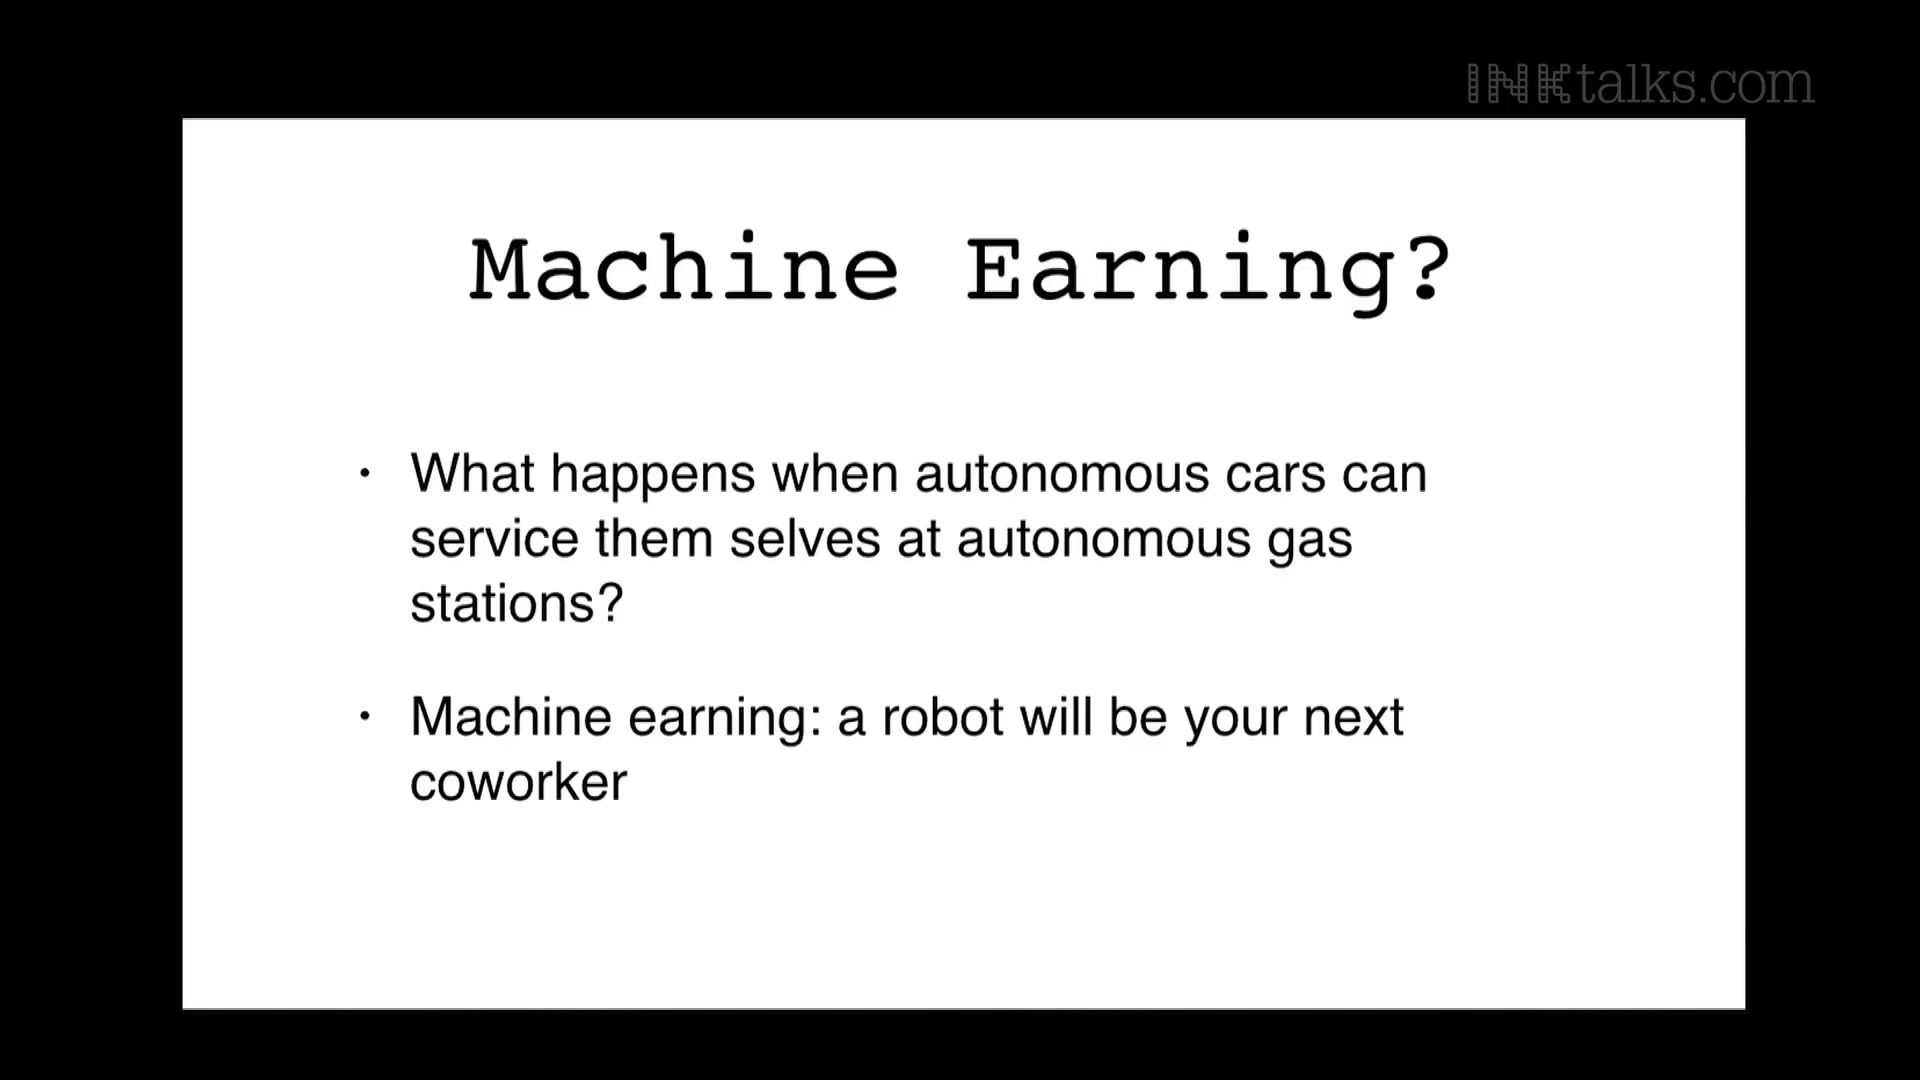 INKtalks.com
Machine Earning?
• What happens when autonomous cars can
service them selves at autonomous gas
stations?
• Machine earning: a robot will be your next
coworker